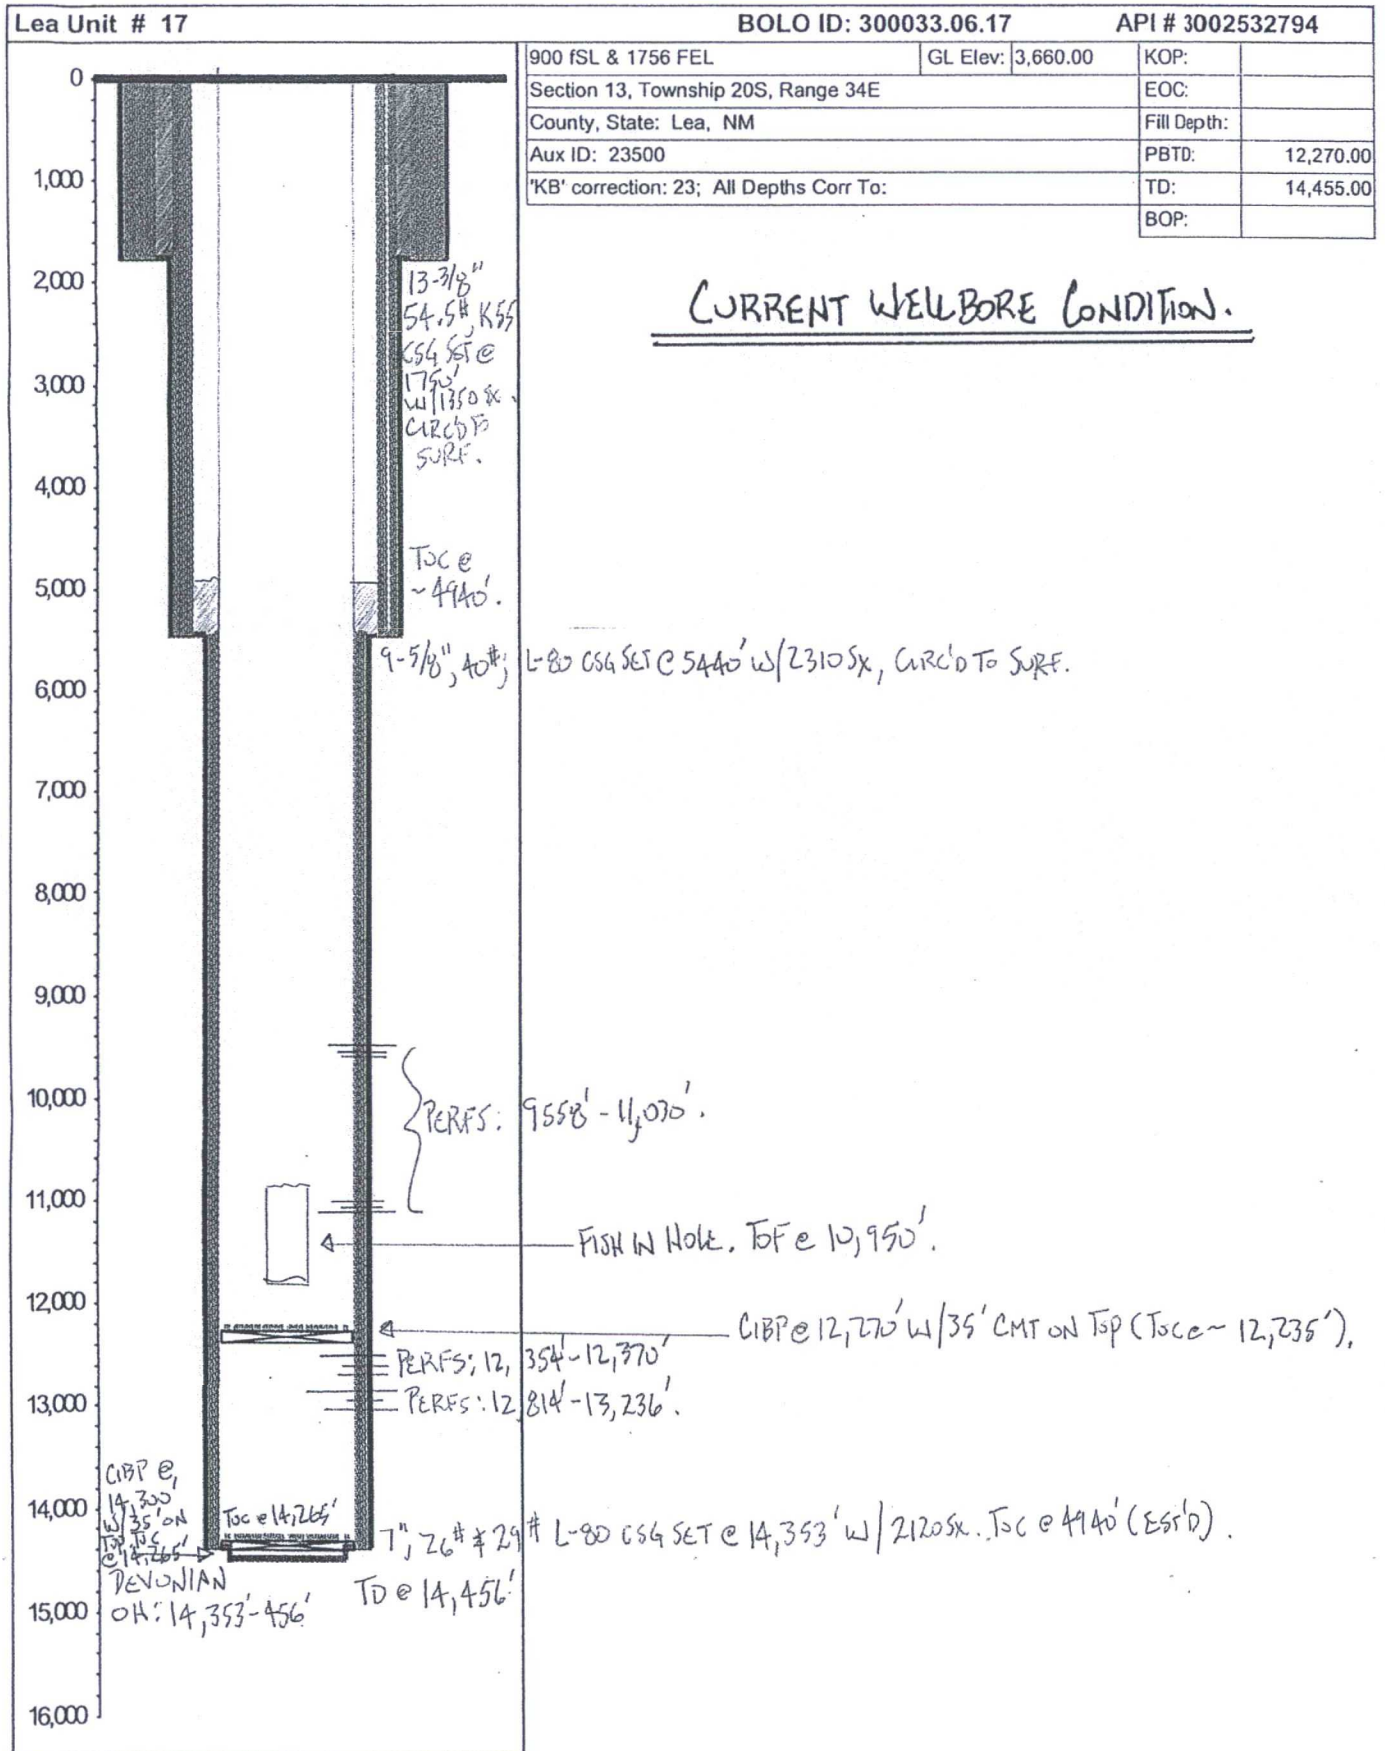 Lea Unit # 17 BOLO ID: 300033.06.17 API # 3002532794
900 fSL & 1756 FEL GL Elev: 3,660.00 KOP:
Section 13, Township 20S, Range 34E EOC:
County, State: Lea, NM Fill Depth:
Aux ID: 23500 PBTD: 12,270.00
'KB' correction: 23; All Depths Corr To: TD: 14,455.00
BOP:
CURRENT WELLBORE CONDITION.
0
1,000
2,000
3,000
4,000
5,000
6,000
7,000
8,000
9,000
10,000
11,000
12,000
13,000
14,000
15,000
16,000
13-3/8"
54.5#, K55
CSG SET @
1750'
W/1350 SX.
CIRC'D TO
SURF.
TOC @
~4940'.
9-5/8", 40#, L-80 CSG SET @ 5440' W/2310 SX, CIRC'D TO SURF.
PERFS: 9558' - 11,030'.
FISH IN HOLE. TOF @ 10,950'.
CIBP @ 12,270' W/35' CMT ON TOP (TOC @ ~ 12,235').
PERFS: 12,354'-12,370'
PERFS: 12,814'-13,236'.
CIBP @
14,300'
W/35' ON
TOP. TOC
@ 14,265'
TOC @ 14,265'
7", 26# & 29# L-80 CSG SET @ 14,353' W/2120 SX. TOC @ 4940' (EST'D).
DEVONIAN
OH: 14,353'-456'
TD @ 14,456'